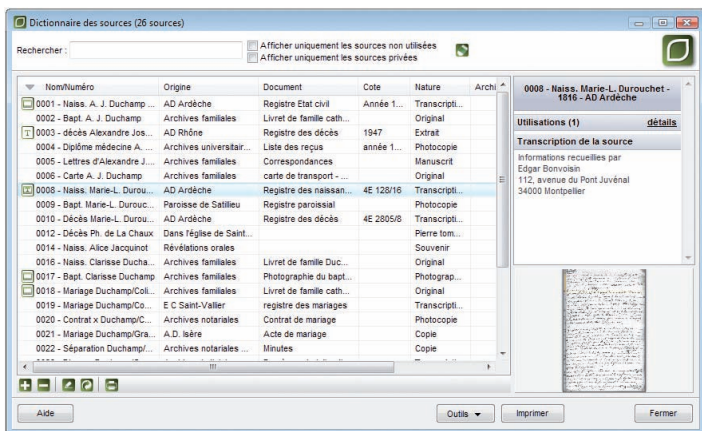 Dictionnaire des sources (26 sources)
Rechercher :
Afficher uniquement les sources non utilisées
Afficher uniquement les sources privées
Nom/Numéro Origine Document Cote Nature Archi
0001 - Naiss. A. J. Duchamp ... AD Ardèche Registre Etat civil Année 1... Transcripti...
0002 - Bapt. A. J. Duchamp Archives familiales Livret de famille cath... Original
T 0003 - décès Alexandre Jos... AD Rhône Registre des décès 1947 Extrait
0004 - Diplôme médecine A. ... Archives universitair... Liste des reçus année 1... Photocopie
0005 - Lettres d'Alexandre J.... Archives familiales Correspondances Manuscrit
0006 - Carte A. J. Duchamp Archives familiales carte de transport - ... Original
0008 - Naiss. Marie-L. Durou... AD Ardèche Registre des naissan... 4E 128/16 Transcripti...
0009 - Bapt. Marie-L. Durouc... Paroisse de Satillieu Registre paroissial Photocopie
0010 - Décès Marie-L. Durou... AD Ardèche Registre des décès 4E 2805/8 Transcripti...
0012 - Décès Ph. de La Chaux Dans l'église de Saint... Pierre tom...
0014 - Naiss. Alice Jacquinot Révélations orales Souvenir
0016 - Naiss. Clarisse Ducha... Archives familiales Livret de famille Duc... Original
0017 - Bapt. Clarisse Duchamp Archives familiales Photographie du bapt... Photograp...
0018 - Mariage Duchamp/Coli... Archives familiales Livret de famille cath... Original
0019 - Mariage Duchamp/Co... E C Saint-Vallier registre des mariages Transcripti...
0020 - Contrat x Duchamp/C... Archives notariales Contrat de mariage Photocopie
0021 - Mariage Duchamp/Gra... A.D. Isère Acte de mariage Copie
0022 - Séparation Duchamp/... Archives notariales ... Minutes Copie
0008 - Naiss. Marie-L. Durouchet -
1816 - AD Ardèche
Utilisations (1) détails
Transcription de la source
Informations recueillies par
Edgar Bonvoisin
112, avenue du Pont Juvénal
34000 Montpellier
Aide Outils Imprimer Fermer